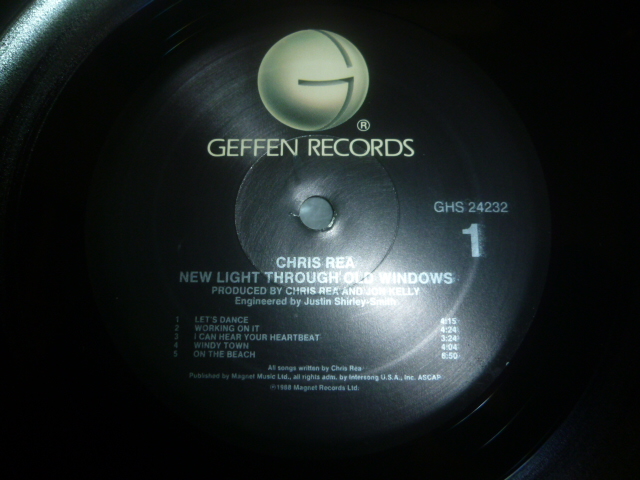 G
®
GEFFEN RECORDS
GHS 24232
1
CHRIS REA
NEW LIGHT THROUGH OLD WINDOWS
PRODUCED BY CHRIS REA AND JON KELLY
Engineered by Justin Shirley-Smith
1 LET'S DANCE 4:15
2 WORKING ON IT 4:24
3 I CAN HEAR YOUR HEARTBEAT 3:24
4 WINDY TOWN 4:04
5 ON THE BEACH 6:50
All songs written by Chris Rea
Published by Magnet Music Ltd., all rights adm. by Intersong U.S.A., Inc. ASCAP
℗1988 Magnet Records Ltd.